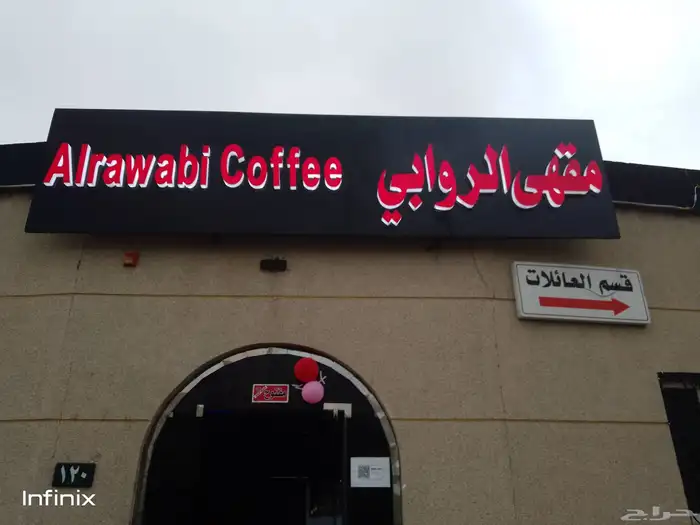 Alrawabi Coffee مقهى الروابي
قسم العائلات
١٢٠
Infinix
حراج